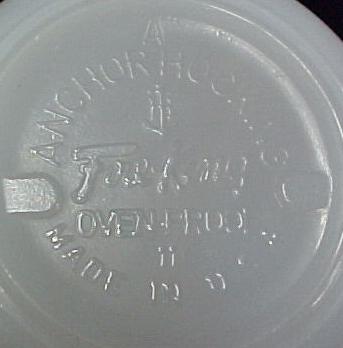 A
ANCHOR HOCKING
Fire-King
OVEN-PROOF
11
MADE IN U.S.A.